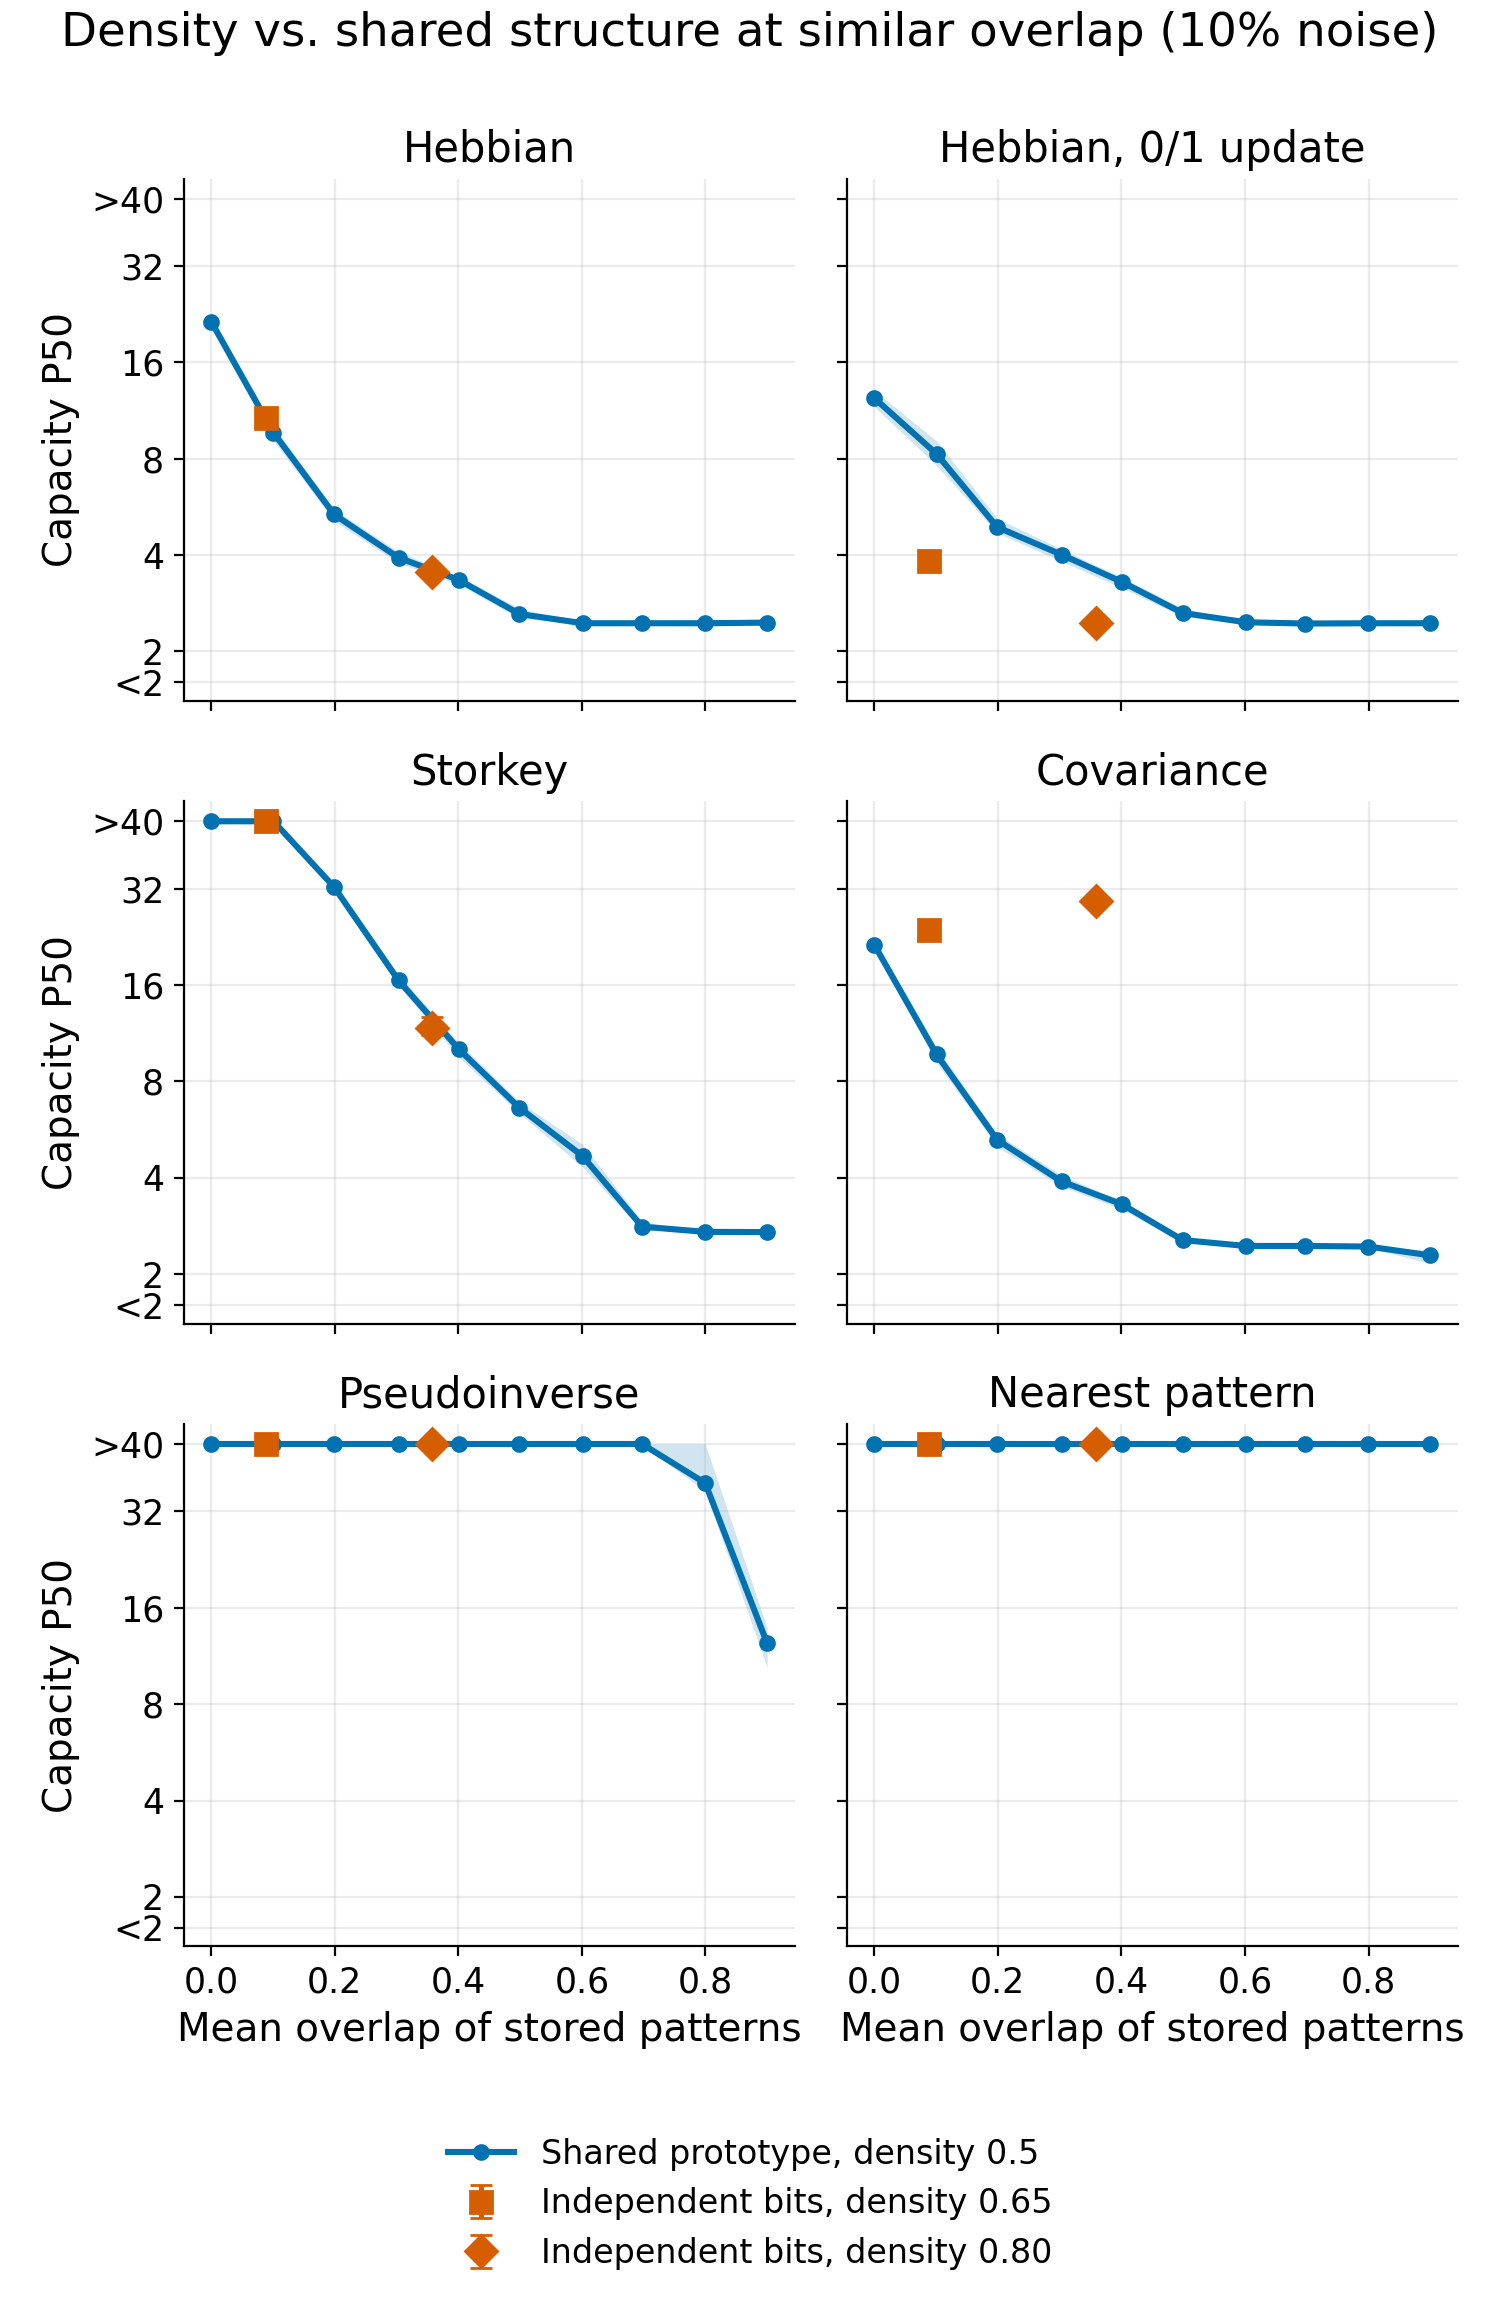 Density vs. shared structure at similar overlap (10% noise)
Hebbian
Hebbian, 0/1 update
>40
32
16
8
4
2
<2
Capacity P50
Storkey
Covariance
>40
32
16
8
4
2
<2
Capacity P50
Pseudoinverse
Nearest pattern
>40
32
16
8
4
2
<2
Capacity P50
0.0 0.2 0.4 0.6 0.8
0.0 0.2 0.4 0.6 0.8
Mean overlap of stored patterns
Mean overlap of stored patterns
Shared prototype, density 0.5
Independent bits, density 0.65
Independent bits, density 0.80